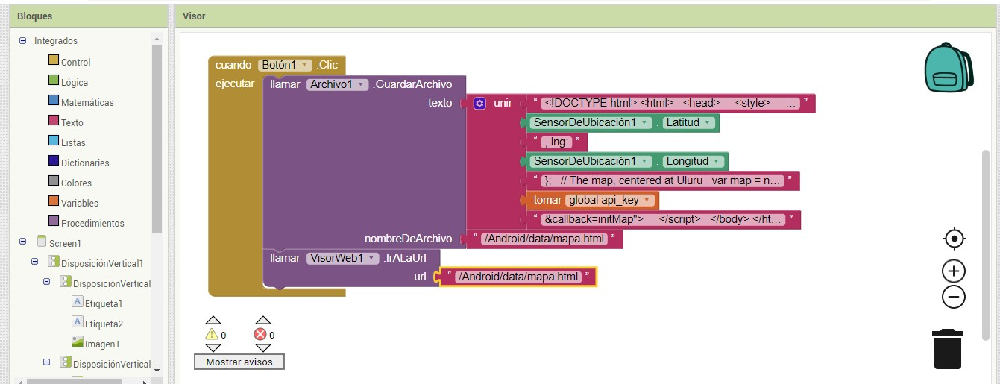 Bloques
Visor
Integrados
Control
Lógica
Matemáticas
Texto
Listas
Dictionaries
Colores
Variables
Procedimientos
Screen1
DisposiciónVertical1
DisposiciónVertical
A Etiqueta1
A Etiqueta2
Imagen1
DisposiciónVertical
cuando Botón1 .Clic
ejecutar llamar Archivo1 .GuardarArchivo
texto unir “ <!DOCTYPE html> <html> <head> <style> ... ”
SensorDeUbicación1 . Latitud
“ , lng: ”
SensorDeUbicación1 . Longitud
“ }; // The map, centered at Uluru var map = n... ”
tomar global api_key
“ &callback=initMap"> </script> </body> </ht... ”
nombreDeArchivo “ /Android/data/mapa.html ”
llamar VisorWeb1 .IrALaUrl
url “ /Android/data/mapa.html ”
0 0
Mostrar avisos